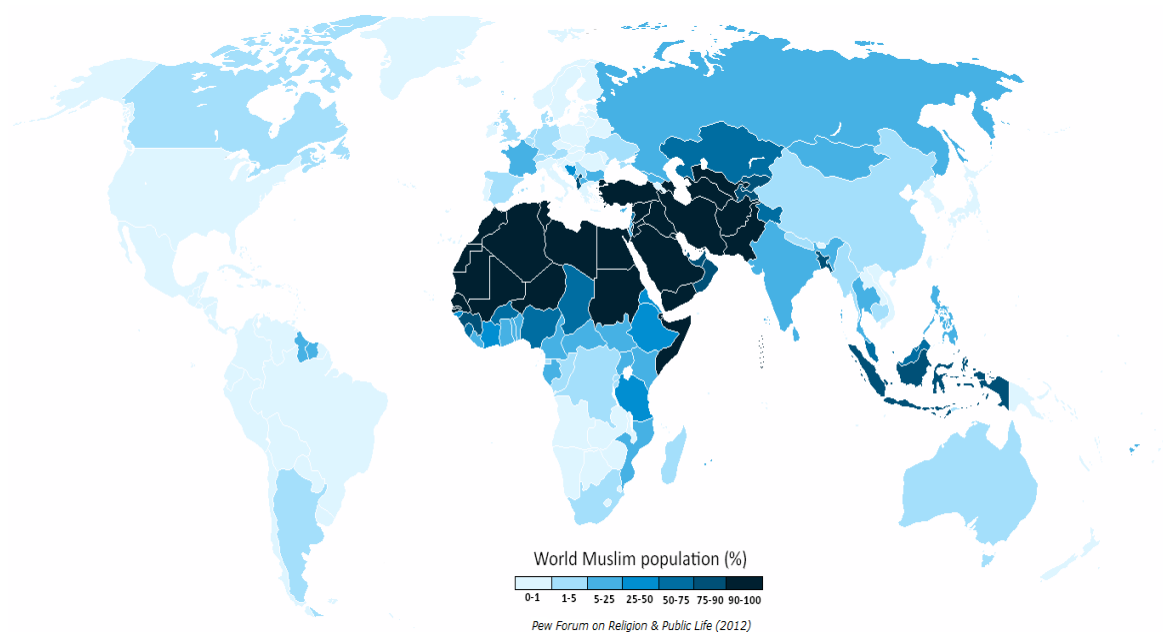 World Muslim population (%)
0-1 1-5 5-25 25-50 50-75 75-90 90-100
Pew Forum on Religion & Public Life (2012)